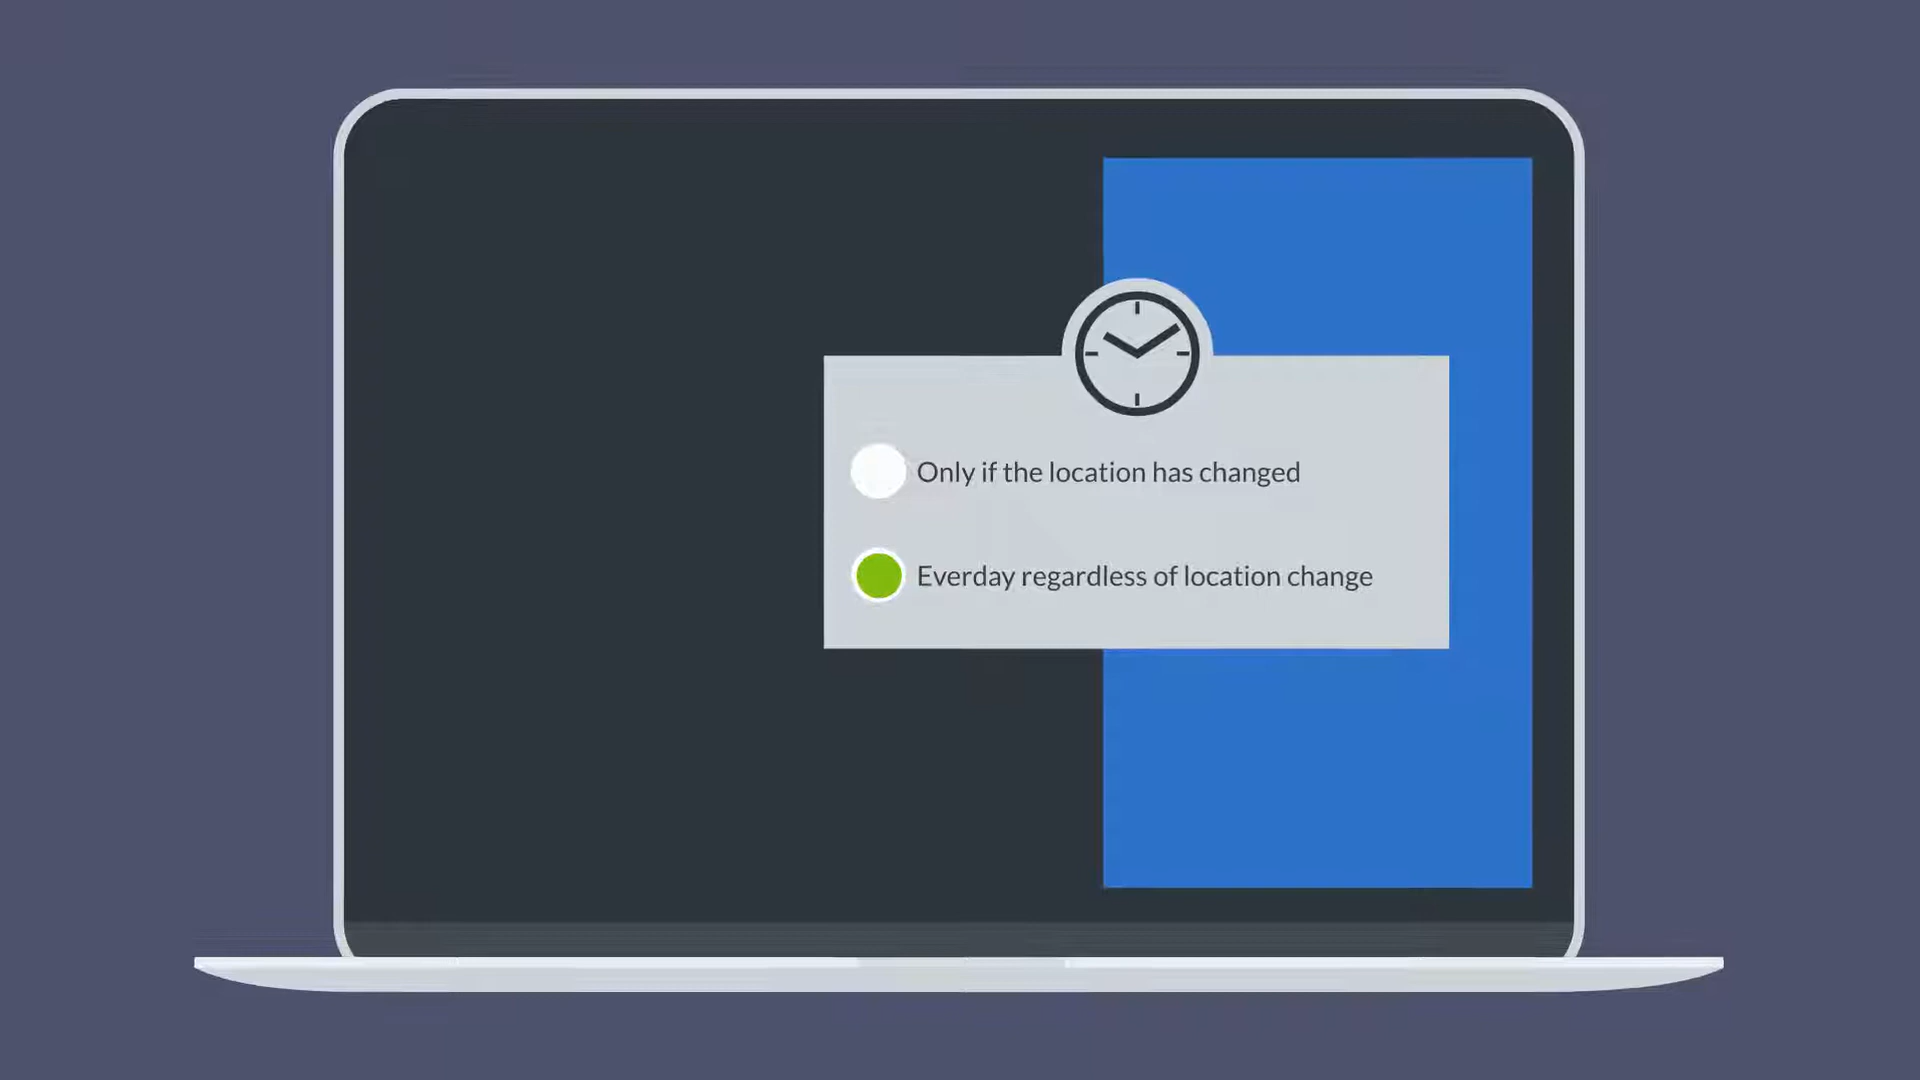 Only if the location has changed
Everday regardless of location change